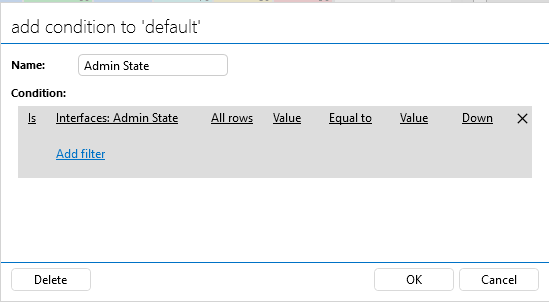 add condition to 'default'
Name: Admin State
Condition:
Is Interfaces: Admin State All rows Value Equal to Value Down
Add filter
Delete OK Cancel